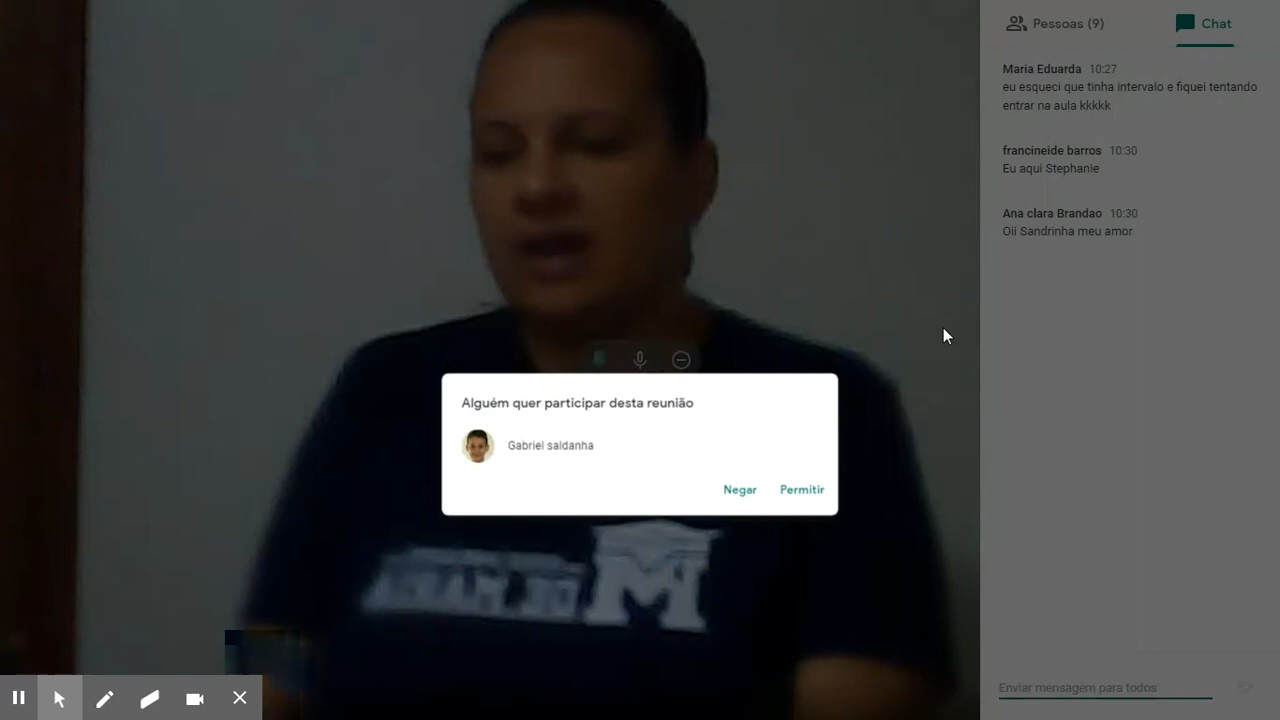 Pessoas (9)
Chat
Maria Eduarda 10:27
eu esqueci que tinha intervalo e fiquei tentando
entrar na aula kkkkk
francineide barros 10:30
Eu aqui Stephanie
Ana clara Brandao 10:30
Oii Sandrinha meu amor
Alguém quer participar desta reunião
Gabriel saldanha
Negar Permitir
M
Enviar mensagem para todos